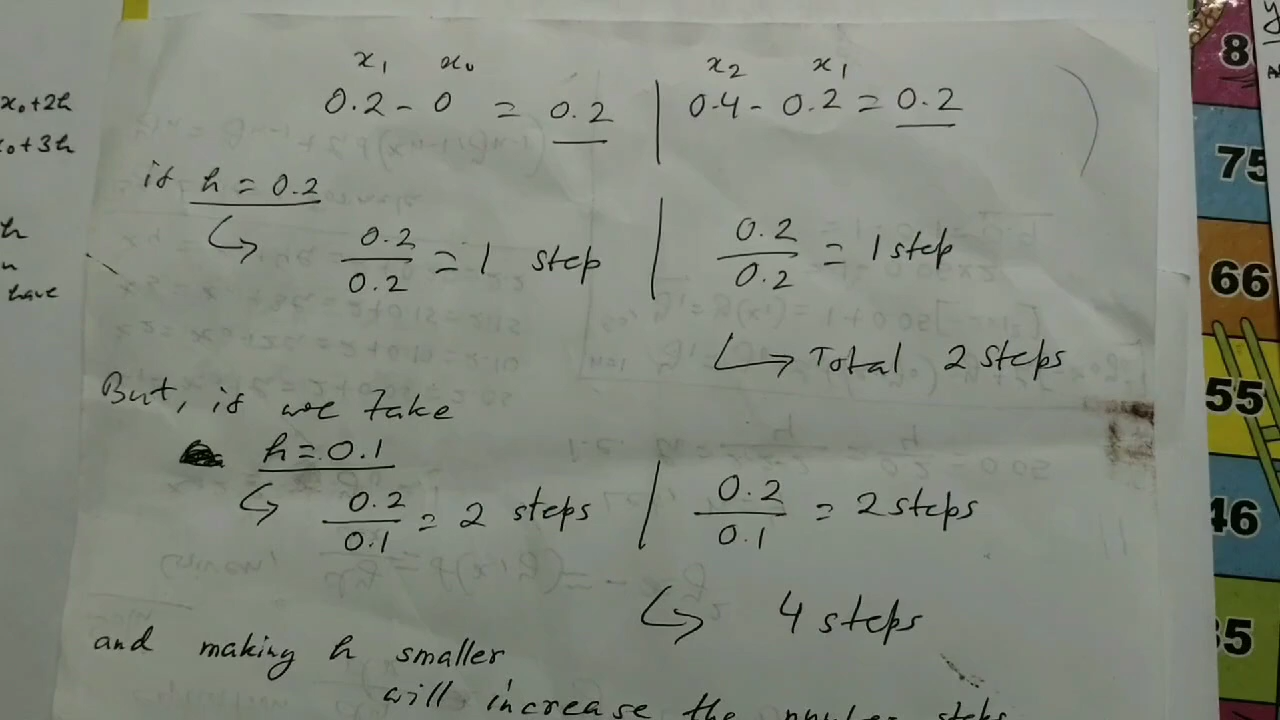 x₁ x₀ x₂ x₁
0.2 - 0 = 0.2 | 0.4 - 0.2 = 0.2
if h = 0.2
↳ 0.2/0.2 = 1 step | 0.2/0.2 = 1 step
↳ Total 2 steps
But, if we take
h = 0.1
↳ 0.2/0.1 = 2 steps | 0.2/0.1 = 2 steps
↳ 4 steps
and making h smaller
will increase the number steps
x₀+2h
x₀+3h
have
8
75
66
55
46